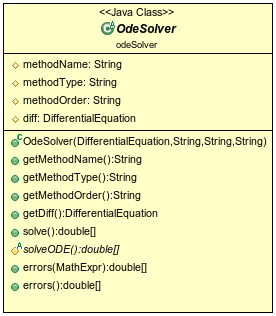 <<Java Class>>
OdeSolver
odeSolver
methodName: String
methodType: String
methodOrder: String
diff: DifferentialEquation
OdeSolver(DifferentialEquation,String,String,String)
getMethodName():String
getMethodType():String
getMethodOrder():String
getDiff():DifferentialEquation
solve():double[]
solveODE():double[]
errors(MathExpr):double[]
errors():double[]